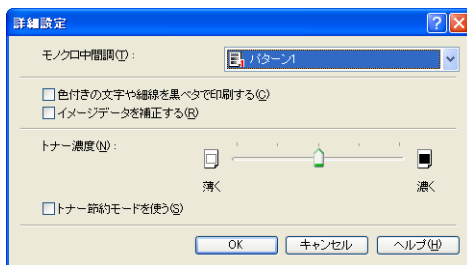 詳細設定
モノクロ中間調(T)：
パターン1
色付きの文字や細線を黒ベタで印刷する(C)
イメージデータを補正する(R)
トナー濃度(N)：
薄く
濃く
トナー節約モードを使う(S)
OK
キャンセル
ヘルプ(H)